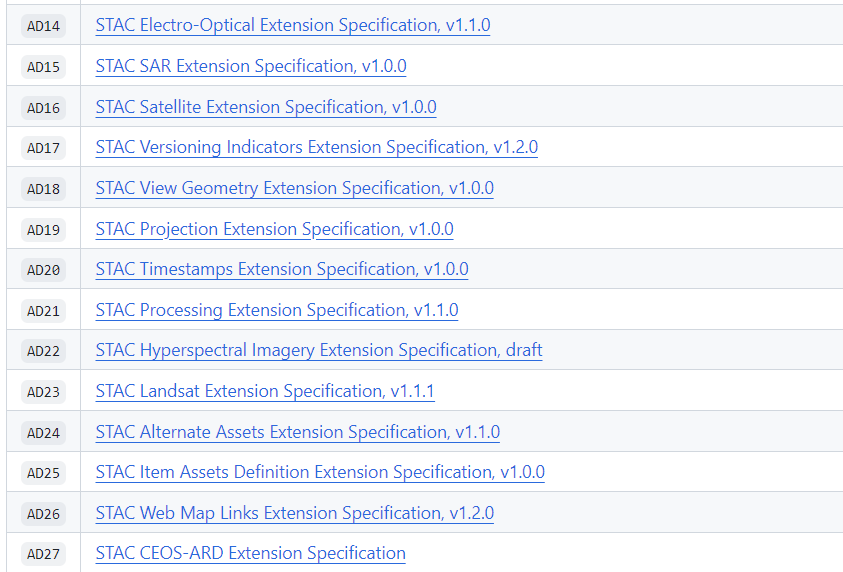 AD14 STAC Electro-Optical Extension Specification, v1.1.0
AD15 STAC SAR Extension Specification, v1.0.0
AD16 STAC Satellite Extension Specification, v1.0.0
AD17 STAC Versioning Indicators Extension Specification, v1.2.0
AD18 STAC View Geometry Extension Specification, v1.0.0
AD19 STAC Projection Extension Specification, v1.0.0
AD20 STAC Timestamps Extension Specification, v1.0.0
AD21 STAC Processing Extension Specification, v1.1.0
AD22 STAC Hyperspectral Imagery Extension Specification, draft
AD23 STAC Landsat Extension Specification, v1.1.1
AD24 STAC Alternate Assets Extension Specification, v1.1.0
AD25 STAC Item Assets Definition Extension Specification, v1.0.0
AD26 STAC Web Map Links Extension Specification, v1.2.0
AD27 STAC CEOS-ARD Extension Specification